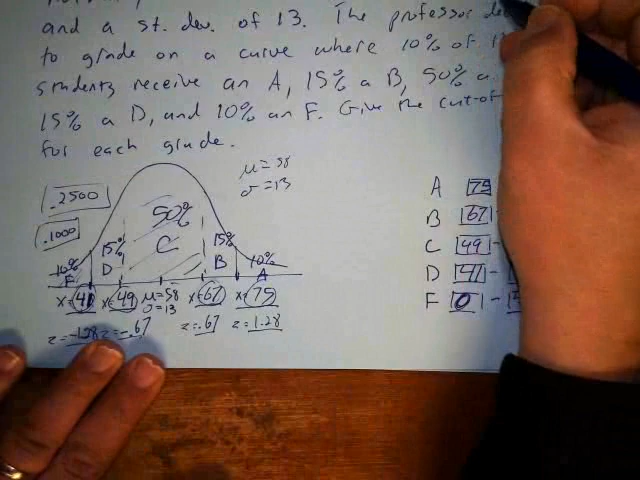 and a st. dev. of 13. The professor de
to grade on a curve where 10% of th
students receive an A, 15% a B, 50% a
15% a D, and 10% an F. Give the cut-of
for each grade.
μ=58
σ=13
.2500
.1000
50%
C
15%
D
15%
B
10%
F
10%
A
x=41 x=49 μ=58 x=67 x=75
σ=13
z=-1.28 z=-.67 z=.67 z=1.28
A 75
B 67-
C 49-
D 41-
F 0-